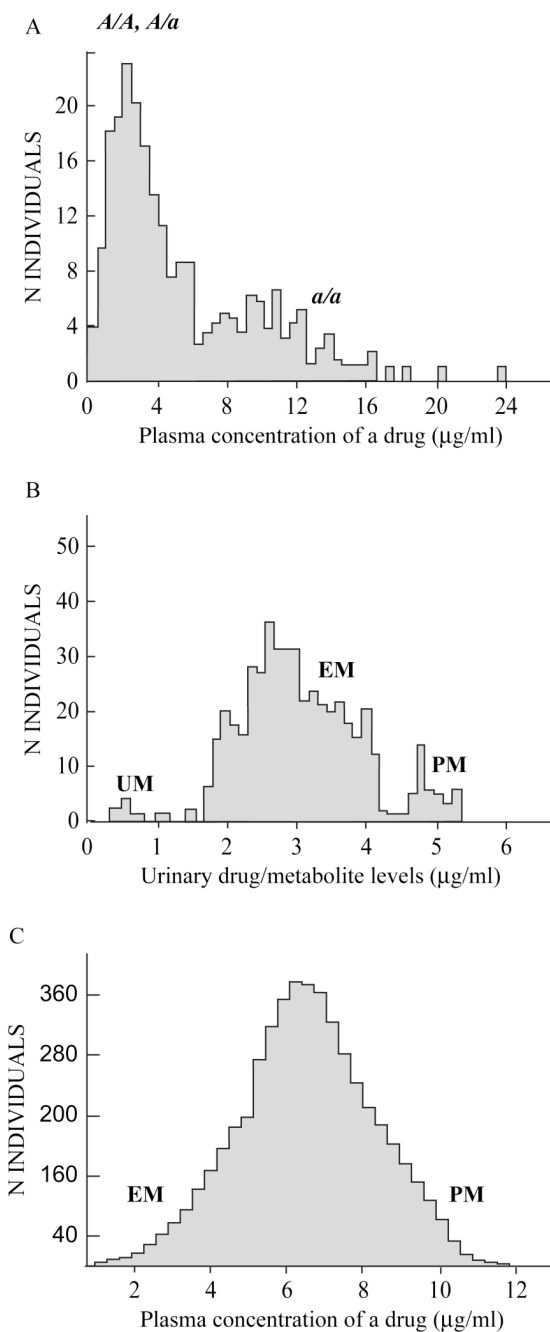 A
A/A, A/a
N INDIVIDUALS
20
16
12
8
4
0
a/a
0 4 8 12 16 20 24
Plasma concentration of a drug (μg/ml)
B
N INDIVIDUALS
50
40
30
20
10
0
UM
EM
PM
0 1 2 3 4 5 6
Urinary drug/metabolite levels (μg/ml)
C
N INDIVIDUALS
360
280
200
160
40
EM
PM
2 4 6 8 10 12
Plasma concentration of a drug (μg/ml)